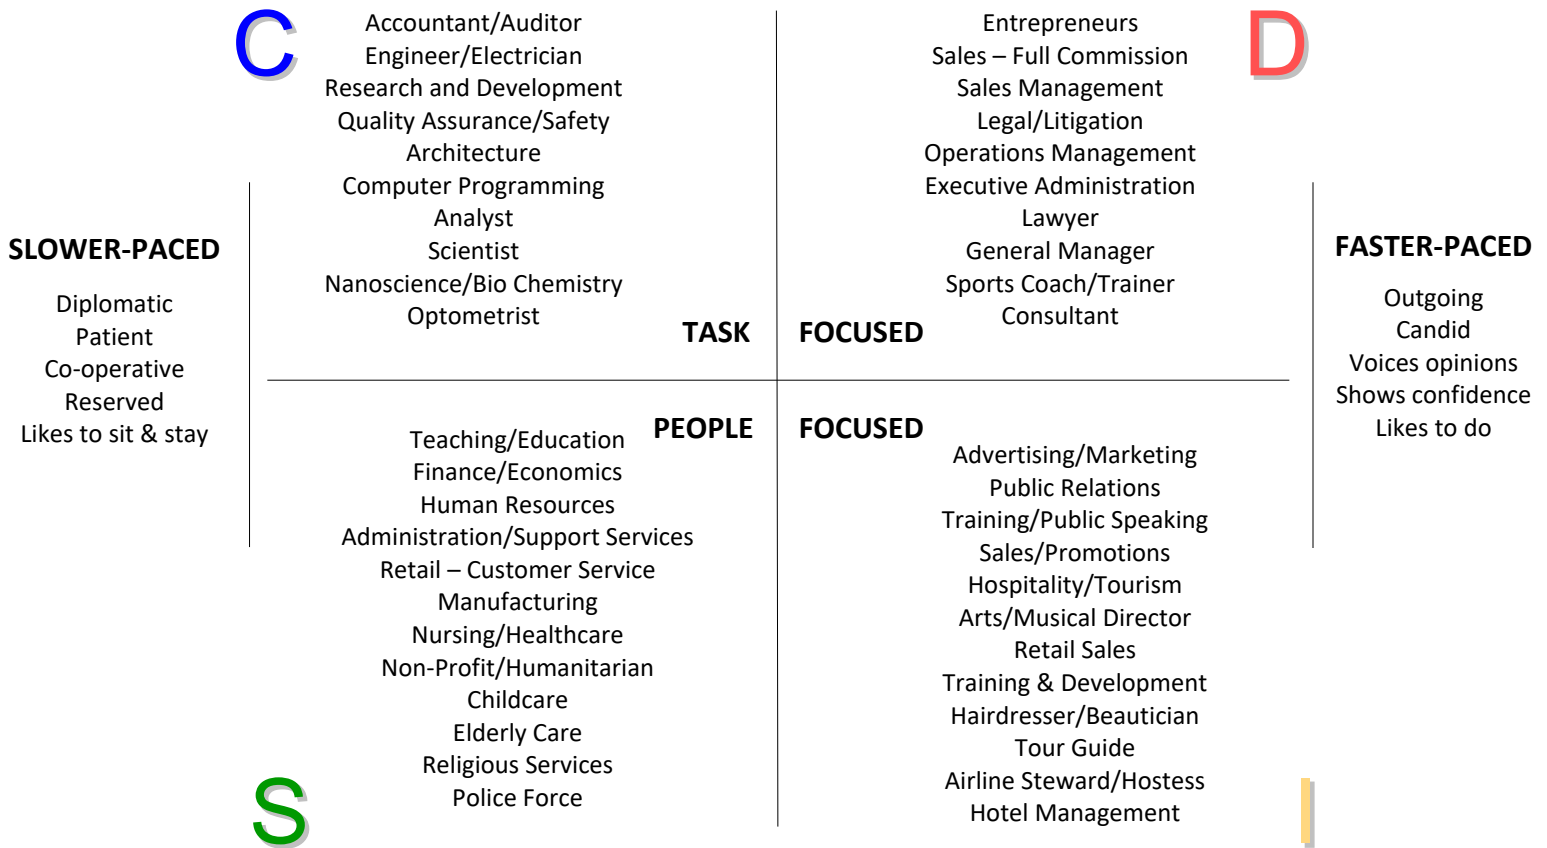 C
Accountant/Auditor
Engineer/Electrician
Research and Development
Quality Assurance/Safety
Architecture
Computer Programming
Analyst
Scientist
Nanoscience/Bio Chemistry
Optometrist
D
Entrepreneurs
Sales – Full Commission
Sales Management
Legal/Litigation
Operations Management
Executive Administration
Lawyer
General Manager
Sports Coach/Trainer
Consultant
TASK FOCUSED
SLOWER-PACED
Diplomatic
Patient
Co-operative
Reserved
Likes to sit & stay
FASTER-PACED
Outgoing
Candid
Voices opinions
Shows confidence
Likes to do
PEOPLE FOCUSED
Teaching/Education
Finance/Economics
Human Resources
Administration/Support Services
Retail – Customer Service
Manufacturing
Nursing/Healthcare
Non-Profit/Humanitarian
Childcare
Elderly Care
Religious Services
Police Force
S
Advertising/Marketing
Public Relations
Training/Public Speaking
Sales/Promotions
Hospitality/Tourism
Arts/Musical Director
Retail Sales
Training & Development
Hairdresser/Beautician
Tour Guide
Airline Steward/Hostess
Hotel Management
I